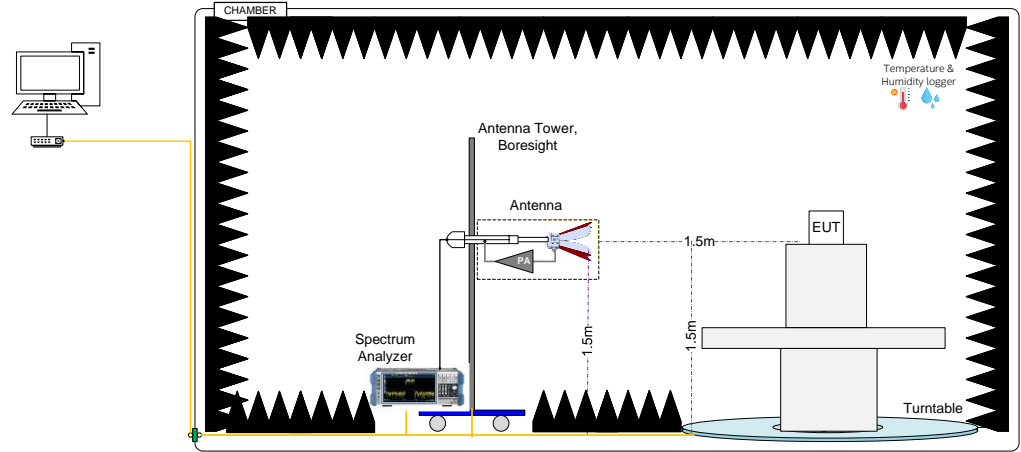 CHAMBER
Temperature &
Humidity logger
Antenna Tower,
Boresight
Antenna
EUT
1.5m
PA
1.5m
1.5m
Spectrum
Analyzer
Turntable